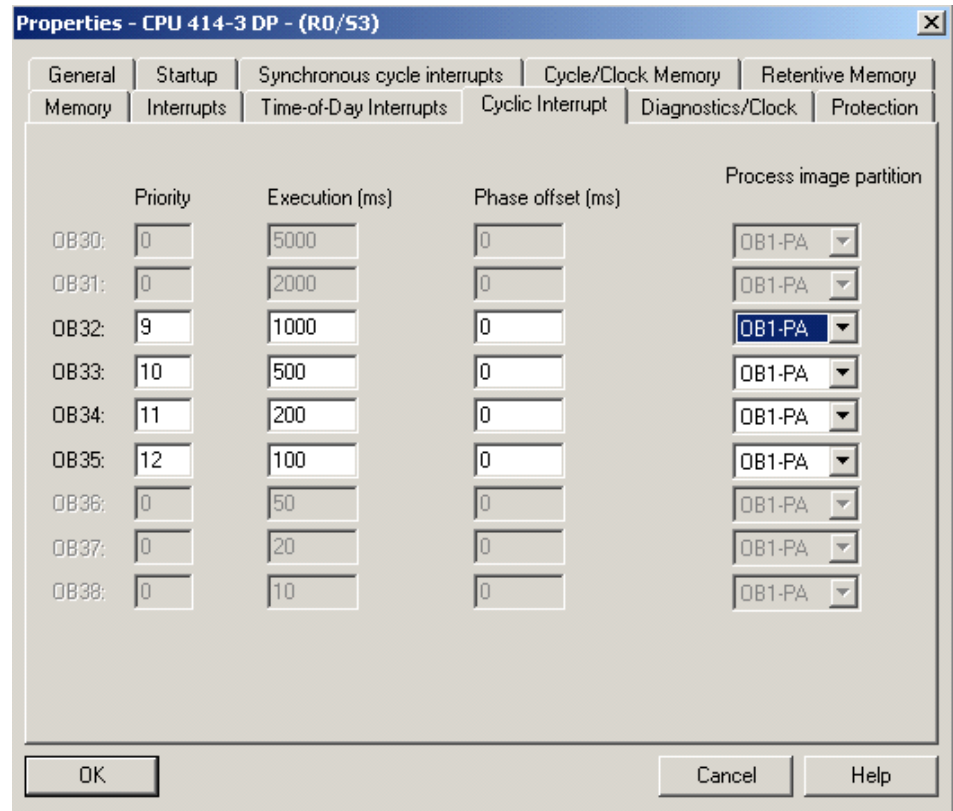 Properties - CPU 414-3 DP - (R0/S3)
General Startup Synchronous cycle interrupts Cycle/Clock Memory Retentive Memory
Memory Interrupts Time-of-Day Interrupts Cyclic Interrupt Diagnostics/Clock Protection
Priority Execution (ms) Phase offset (ms) Process image partition
OB30: 0 5000 0 OB1-PA
OB31: 0 2000 0 OB1-PA
OB32: 9 1000 0 OB1-PA
OB33: 10 500 0 OB1-PA
OB34: 11 200 0 OB1-PA
OB35: 12 100 0 OB1-PA
OB36: 0 50 0 OB1-PA
OB37: 0 20 0 OB1-PA
OB38: 0 10 0 OB1-PA
OK Cancel Help